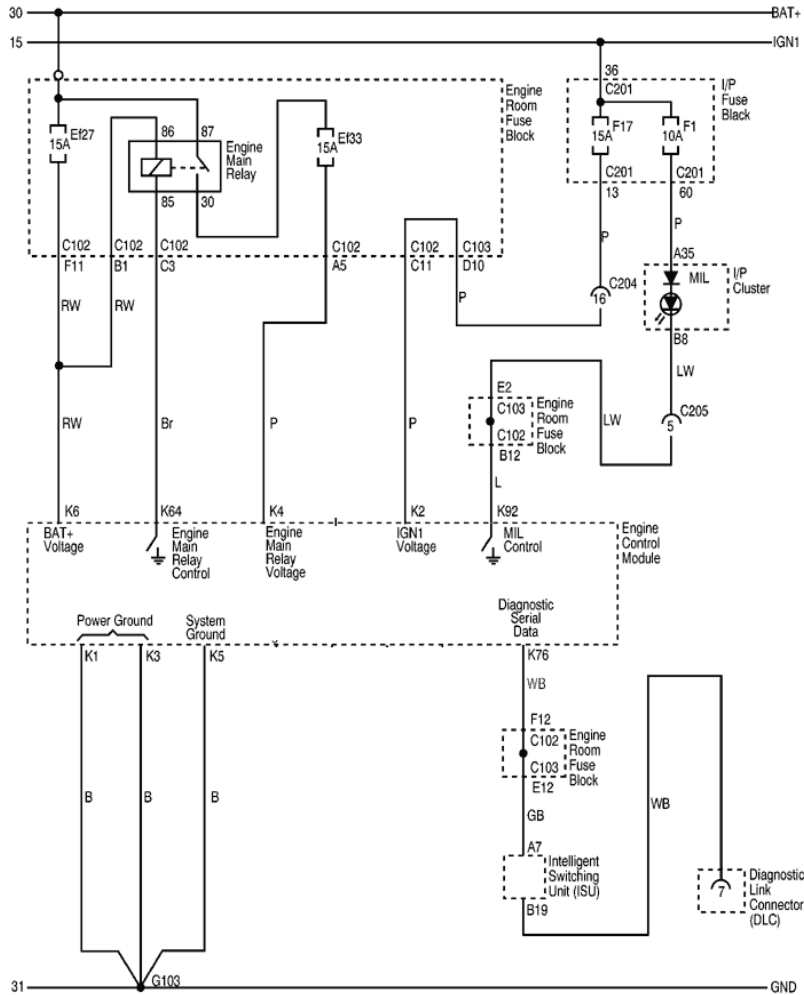 30
BAT+
15
IGN1
36
C201
I/P
Fuse
Black
Engine
Room
Fuse
Block
Ef27
15A
86
87
Engine
Main
Relay
85
30
Ef33
15A
F17
15A
F1
10A
C201
13
C201
60
C102
F11
C102
B1
C102
C3
C102
A5
C102
C11
C103
D10
P
P
A35
MIL
I/P
Cluster
B8
16
C204
RW
RW
P
LW
C205
5
E2
C103
C102
B12
Engine
Room
Fuse
Block
LW
RW
Br
P
P
L
K6
K64
K4
K2
K92
BAT+
Voltage
Engine
Main
Relay
Control
Engine
Main
Relay
Voltage
IGN1
Voltage
MIL
Control
Engine
Control
Module
Power Ground
System
Ground
Diagnostic
Serial
Data
K1
K3
K5
K76
WB
F12
C102
C103
E12
Engine
Room
Fuse
Block
B
B
B
GB
WB
A7
Intelligent
Switching
Unit (ISU)
B19
7
Diagnostic
Link
Connector
(DLC)
G103
31
GND